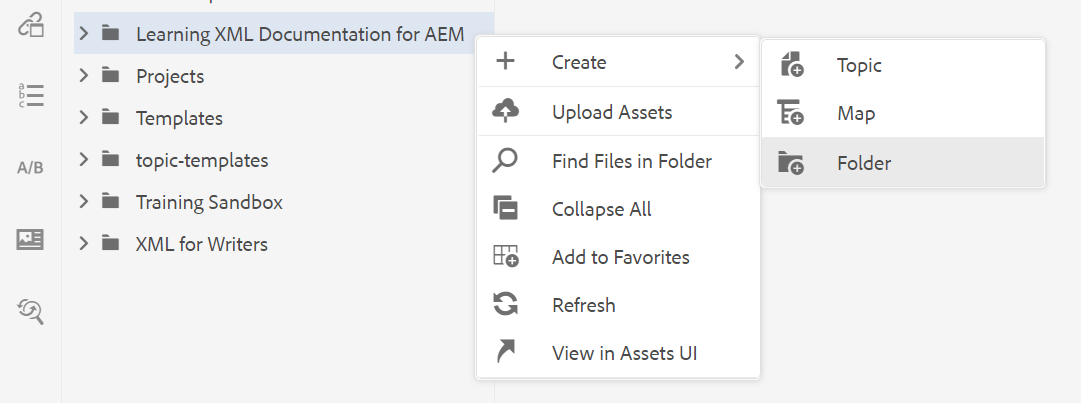 Learning XML Documentation for AEM
Projects
Templates
topic-templates
Training Sandbox
XML for Writers
a
b
c
A/B
Create
Upload Assets
Find Files in Folder
Collapse All
Add to Favorites
Refresh
View in Assets UI
Topic
Map
Folder